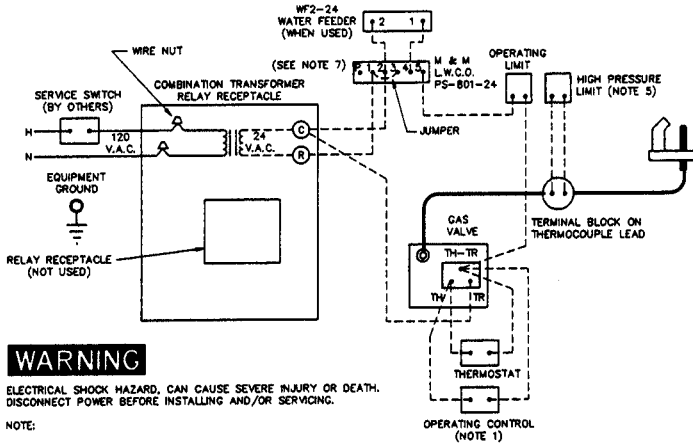 WF2-24
WATER FEEDER
(WHEN USED)
2 1
WIRE NUT
(SEE NOTE 7)
P 1 2 3 4 5
M & M
L.W.C.O.
PS-801-24
OPERATING
LIMIT
HIGH PRESSURE
LIMIT (NOTE 5)
SERVICE SWITCH
(BY OTHERS)
COMBINATION TRANSFORMER
RELAY RECEPTACLE
JUMPER
H
120
V.A.C.
24
V.A.C.
C
N
R
EQUIPMENT
GROUND
TERMINAL BLOCK ON
THERMOCOUPLE LEAD
GAS
VALVE
RELAY RECEPTACLE
(NOT USED)
TH-TR
TH
TR
WARNING
THERMOSTAT
ELECTRICAL SHOCK HAZARD, CAN CAUSE SEVERE INJURY OR DEATH.
DISCONNECT POWER BEFORE INSTALLING AND/OR SERVICING.
NOTE:
OPERATING CONTROL
(NOTE 1)